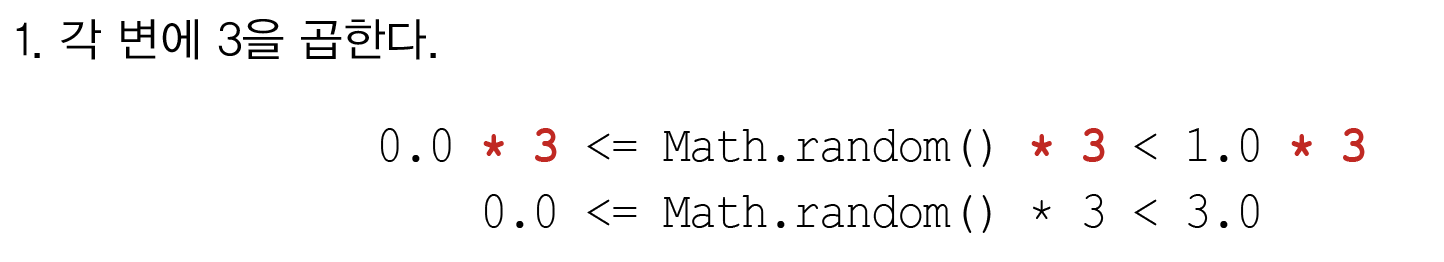 1. 각 변에 3을 곱한다.
0.0 * 3 <= Math.random() * 3 < 1.0 * 3
0.0 <= Math.random() * 3 < 3.0